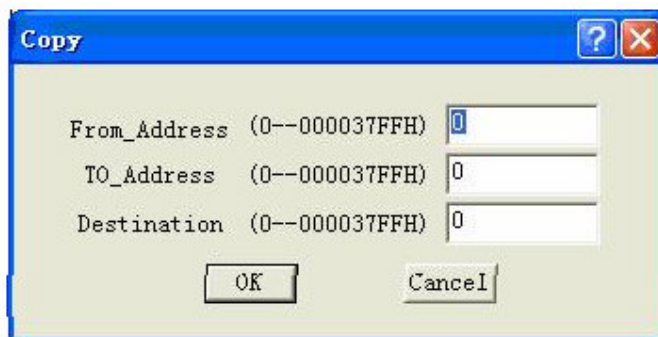 Copy
From_Address (0--000037FFH) 0
TO_Address (0--000037FFH) 0
Destination (0--000037FFH) 0
OK Cancel